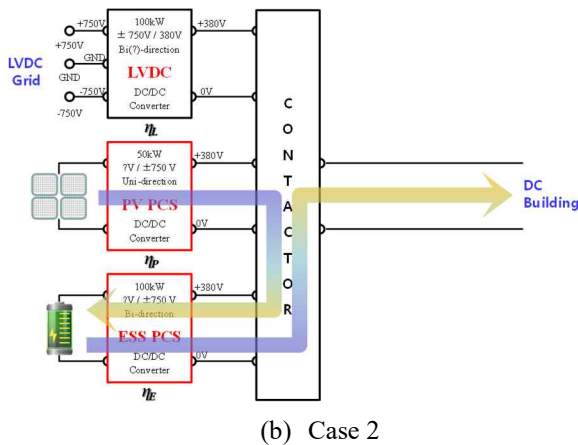 +750V
+750V
LVDC
Grid
GND
GND
-750V
-750V
100kW
± 750V / 380V
Bi(?)-direction
LVDC
DC/DC
Converter
ηL
+380V
0V
50kW
?V / ±750 V
Uni-direction
PV PCS
DC/DC
Converter
ηP
+380V
0V
100kW
?V / ±750 V
Bi-direction
ESS PCS
DC/DC
Converter
ηE
+380V
0V
C
O
N
T
A
C
T
O
R
DC
Building
(b) Case 2